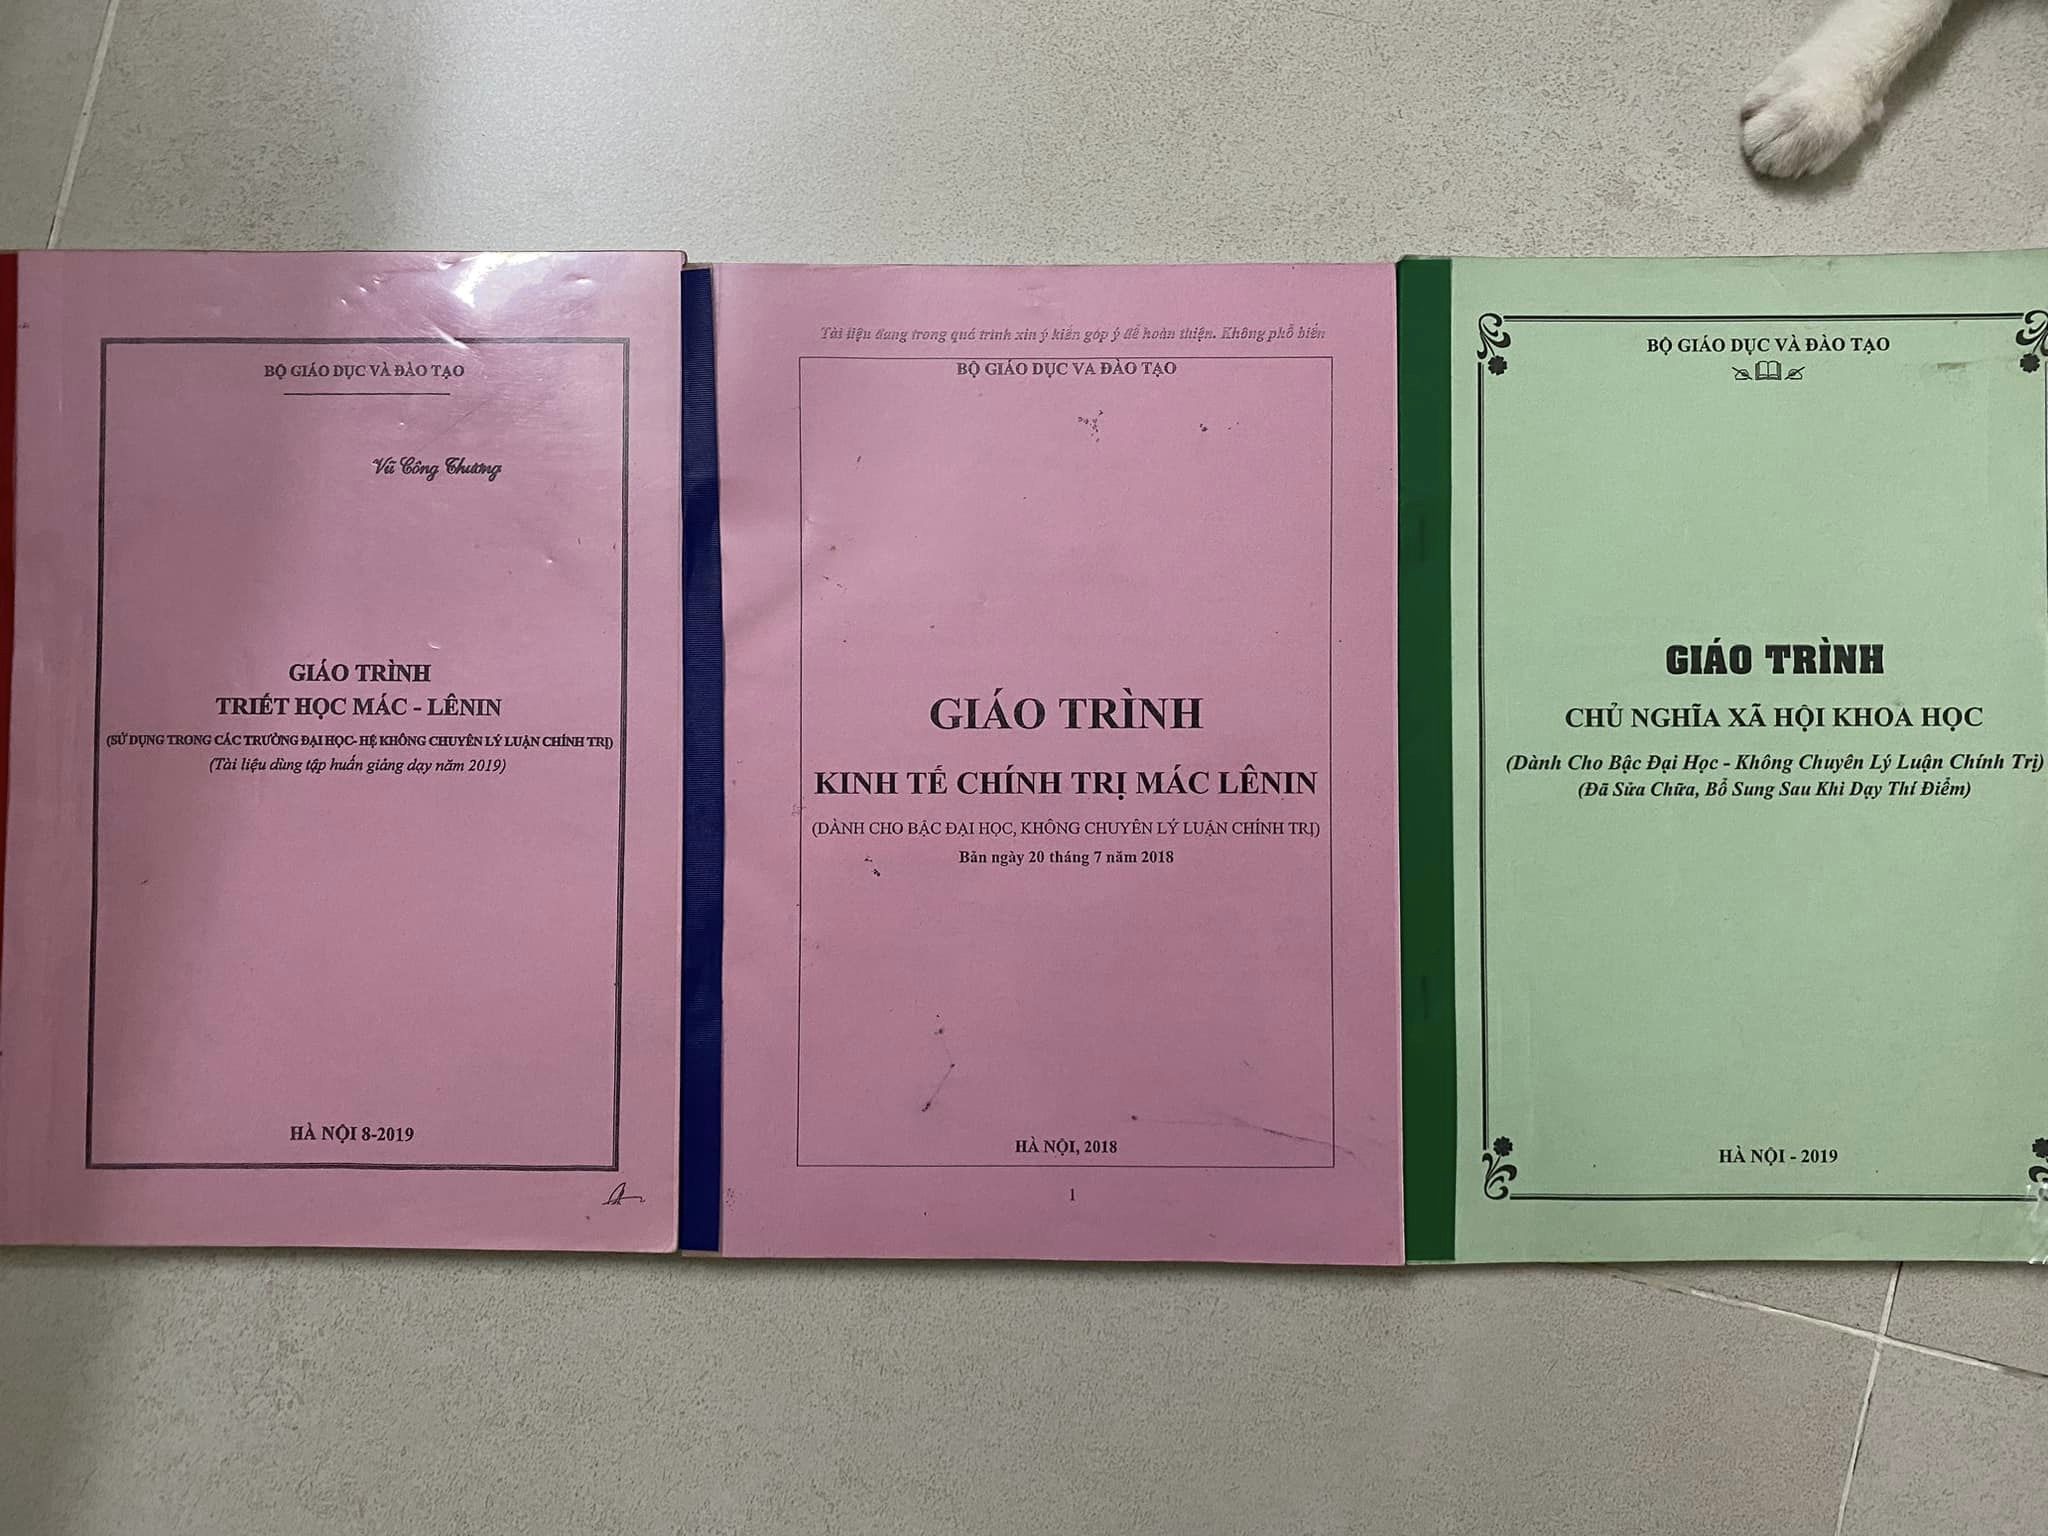 BỘ GIÁO DỤC VÀ ĐÀO TẠO
Vũ Công Thương
GIÁO TRÌNH
TRIẾT HỌC MÁC - LÊNIN
(SỬ DỤNG TRONG CÁC TRƯỜNG ĐẠI HỌC- HỆ KHÔNG CHUYÊN LÝ LUẬN CHÍNH TRỊ)
(Tài liệu dùng tập huấn giảng dạy năm 2019)
HÀ NỘI 8-2019
Tài liệu đang trong quá trình xin ý kiến góp ý để hoàn thiện. Không phổ biến
BỘ GIÁO DỤC VA ĐÀO TẠO
GIÁO TRÌNH
KINH TẾ CHÍNH TRỊ MÁC LÊNIN
(DÀNH CHO BẬC ĐẠI HỌC, KHÔNG CHUYÊN LÝ LUẬN CHÍNH TRỊ)
Bản ngày 20 tháng 7 năm 2018
HÀ NỘI, 2018
1
BỘ GIÁO DỤC VÀ ĐÀO TẠO
GIÁO TRÌNH
CHỦ NGHĨA XÃ HỘI KHOA HỌC
(Dành Cho Bậc Đại Học - Không Chuyên Lý Luận Chính Trị)
(Đã Sửa Chữa, Bổ Sung Sau Khi Dạy Thí Điểm)
HÀ NỘI - 2019